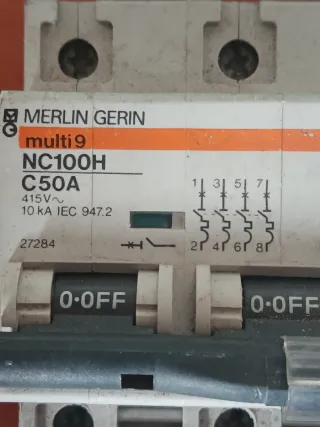 MERLIN GERIN
multi 9
NC100H
C50A
415V~
10 kA IEC 947.2
27284
1 3 5 7
2 4 6 8
0·OFF 0·OFF